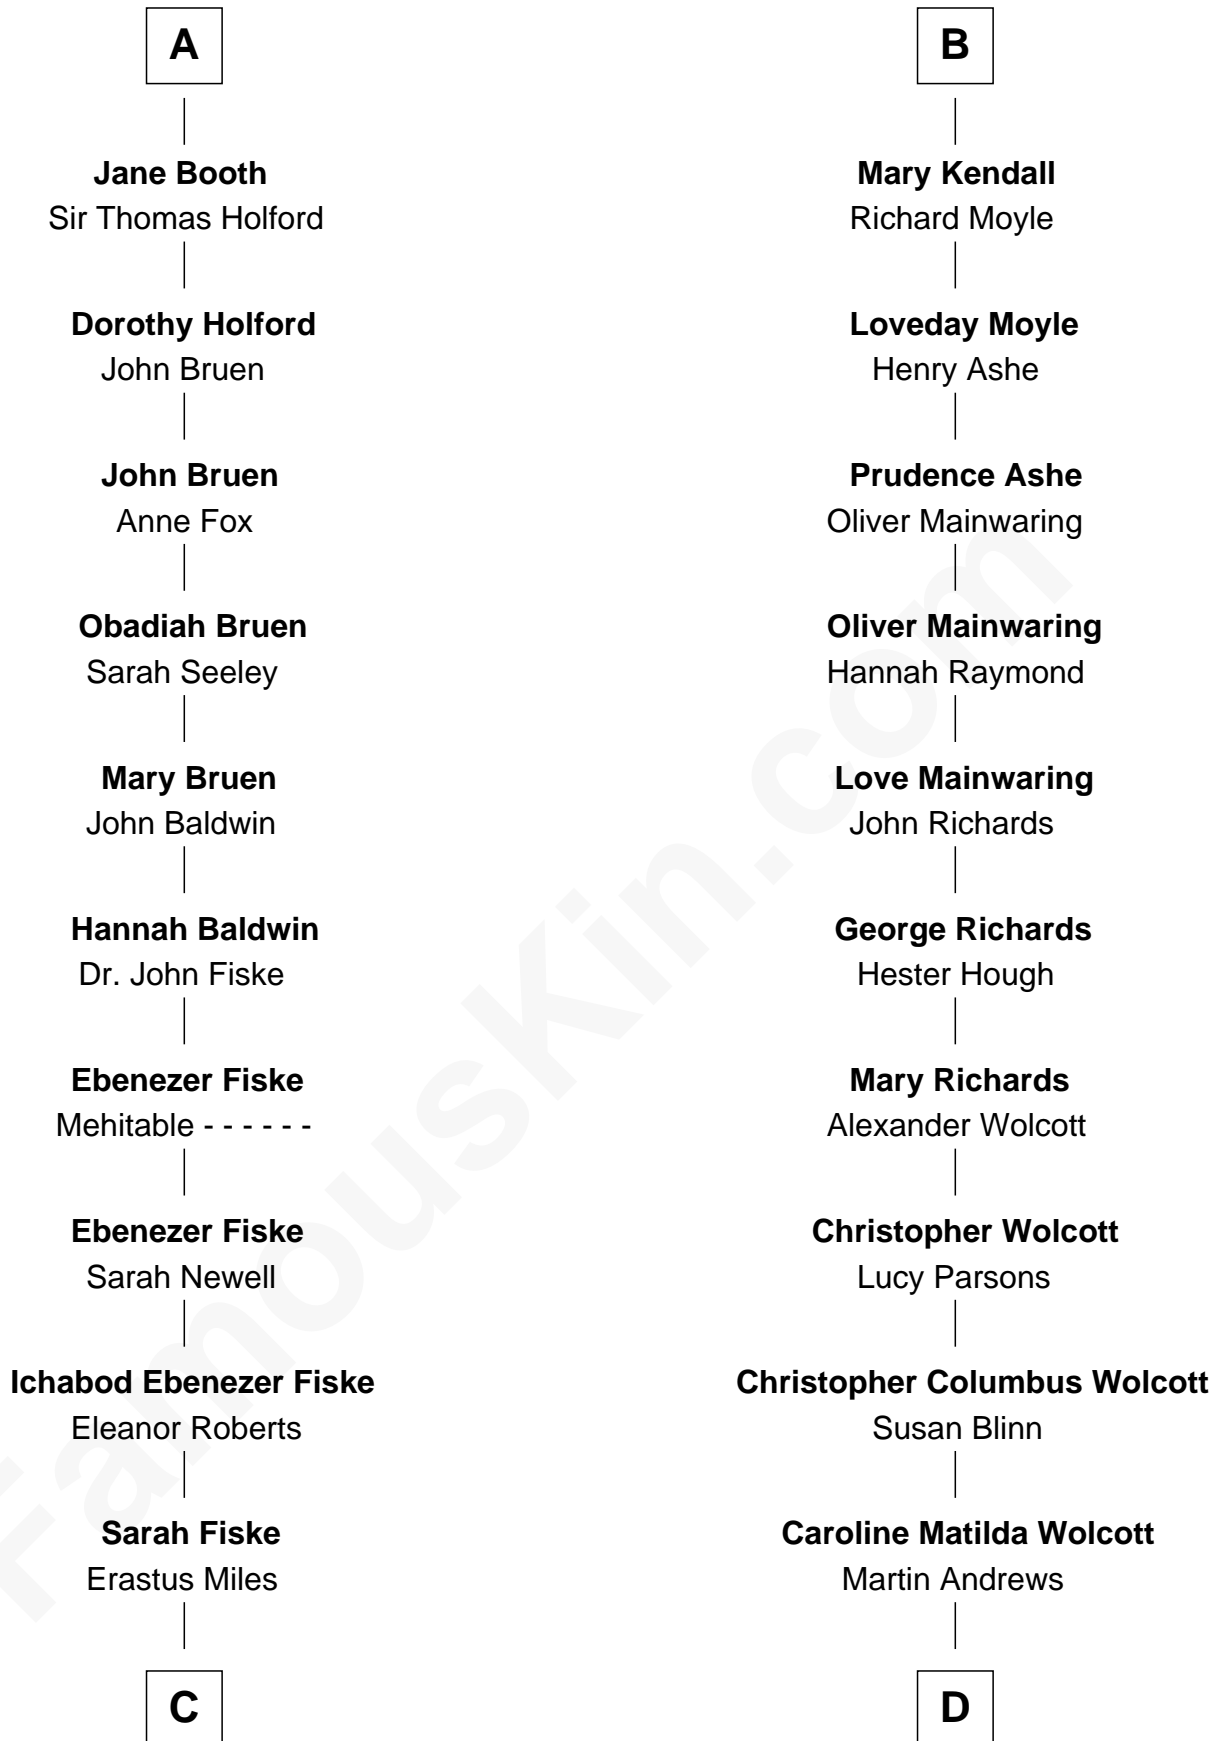 A
Jane Booth
Sir Thomas Holford
Dorothy Holford
John Bruen
John Bruen
Anne Fox
Obadiah Bruen
Sarah Seeley
Mary Bruen
John Baldwin
Hannah Baldwin
Dr. John Fiske
Ebenezer Fiske
Mehitable - - - - - -
Ebenezer Fiske
Sarah Newell
Ichabod Ebenezer Fiske
Eleanor Roberts
Sarah Fiske
Erastus Miles
C
B
Mary Kendall
Richard Moyle
Loveday Moyle
Henry Ashe
Prudence Ashe
Oliver Mainwaring
Oliver Mainwaring
Hannah Raymond
Love Mainwaring
John Richards
George Richards
Hester Hough
Mary Richards
Alexander Wolcott
Christopher Wolcott
Lucy Parsons
Christopher Columbus Wolcott
Susan Blinn
Caroline Matilda Wolcott
Martin Andrews
D
FamousKin.com